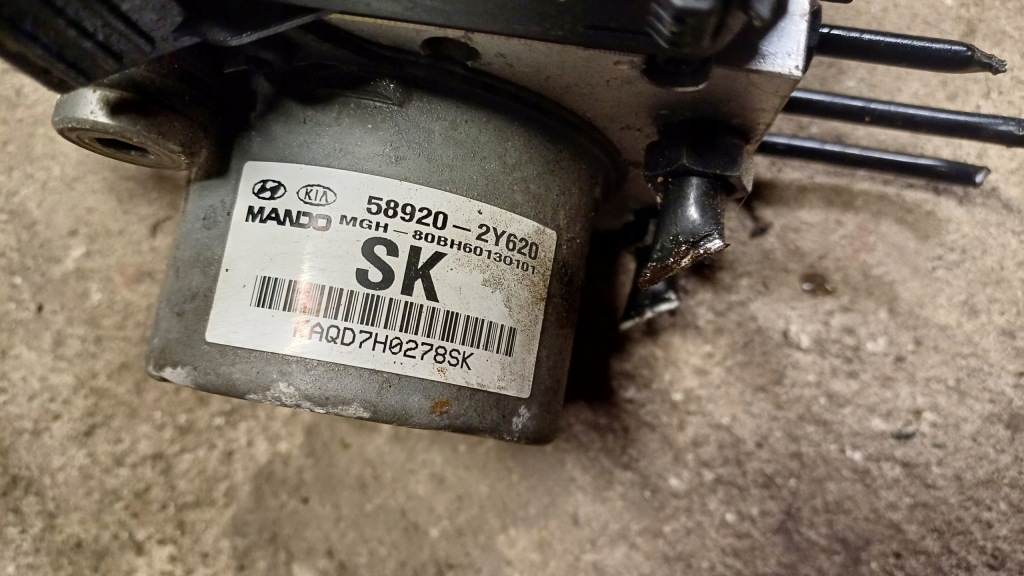 KIA 58920-2Y620
MANDO MGH-80BH60130101
SK
AQD7H0278SK